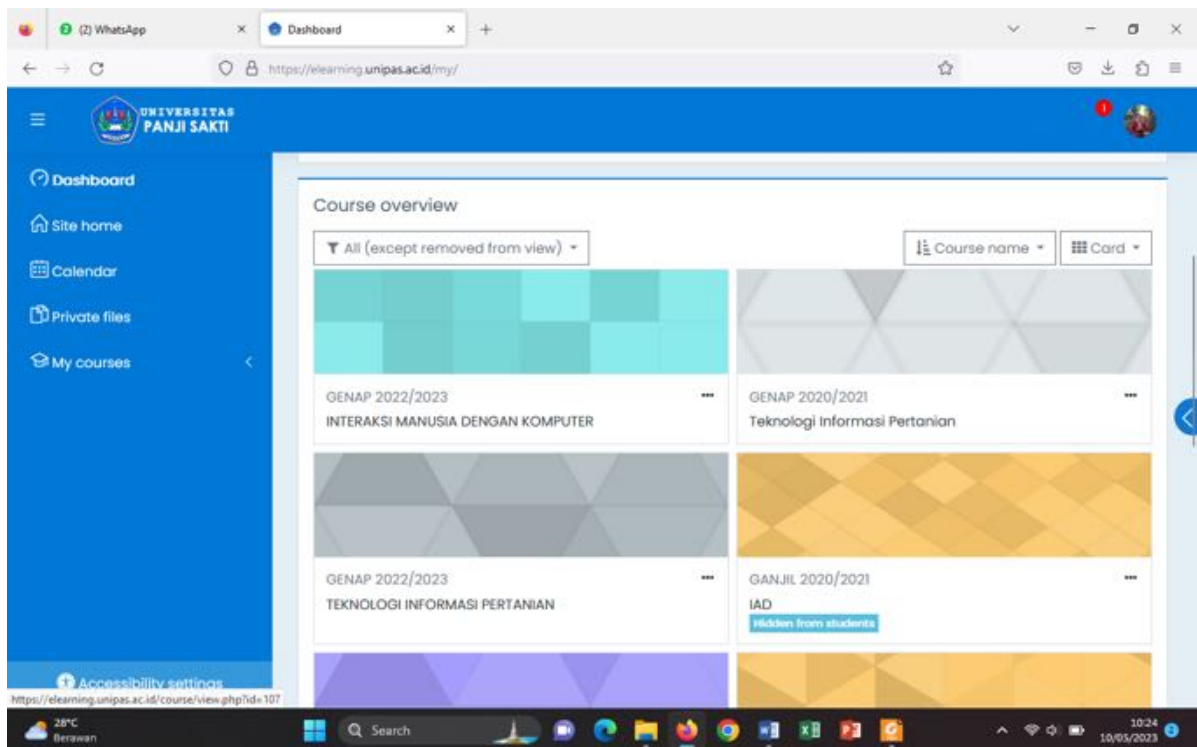 (2) WhatsApp
Dashboard
https://elearning.unipas.ac.id/my/
UNIVERSITAS
PANJI SAKTI
1
Dashboard
Site home
Calendar
Private files
My courses
Accessibility settings
Course overview
All (except removed from view)
Course name
Card
GENAP 2022/2023
INTERAKSI MANUSIA DENGAN KOMPUTER
GENAP 2020/2021
Teknologi Informasi Pertanian
GENAP 2022/2023
TEKNOLOGI INFORMASI PERTANIAN
GANJIL 2020/2021
IAD
Hidden from students
https://elearning.unipas.ac.id/course/view.php?id=107
28°C
Berawan
Search
10:24
10/05/2023